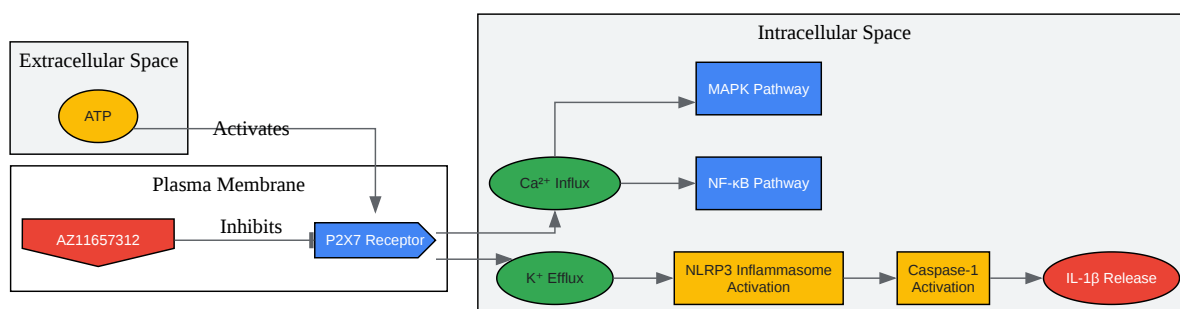 Extracellular Space
ATP
Activates
Plasma Membrane
AZ11657312
Inhibits
P2X7 Receptor
Intracellular Space
MAPK Pathway
Ca²⁺ Influx
NF-κB Pathway
K⁺ Efflux
NLRP3 Inflammasome
Activation
Caspase-1
Activation
IL-1β Release